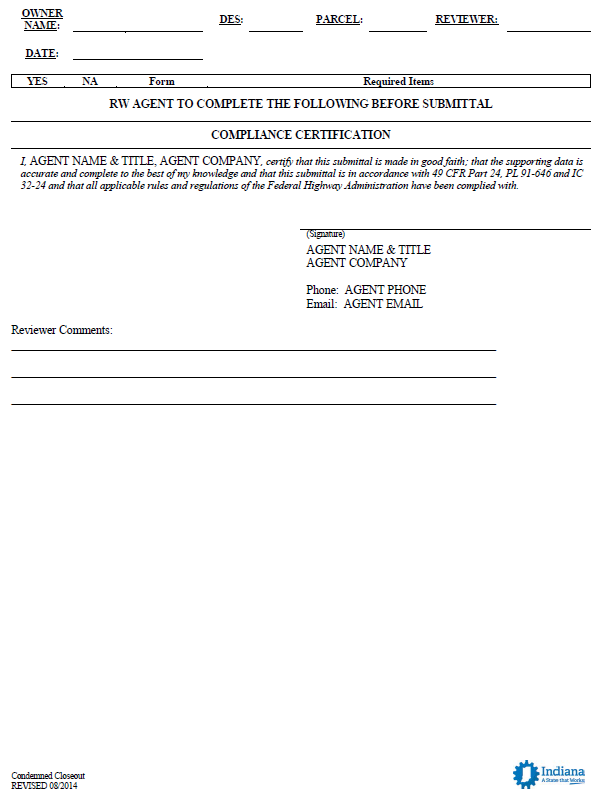 OWNER NAME: DES: PARCEL: REVIEWER:
DATE:
YES NA Form Required Items
RW AGENT TO COMPLETE THE FOLLOWING BEFORE SUBMITTAL
COMPLIANCE CERTIFICATION
I, AGENT NAME & TITLE, AGENT COMPANY, certify that this submittal is made in good faith; that the supporting data is
accurate and complete to the best of my knowledge and that this submittal is in accordance with 49 CFR Part 24, PL 91-646 and IC
32-24 and that all applicable rules and regulations of the Federal Highway Administration have been complied with.
(Signature)
AGENT NAME & TITLE
AGENT COMPANY
Phone: AGENT PHONE
Email: AGENT EMAIL
Reviewer Comments:
Condemned Closeout
REVISED 08/2014
Indiana
A State that Works